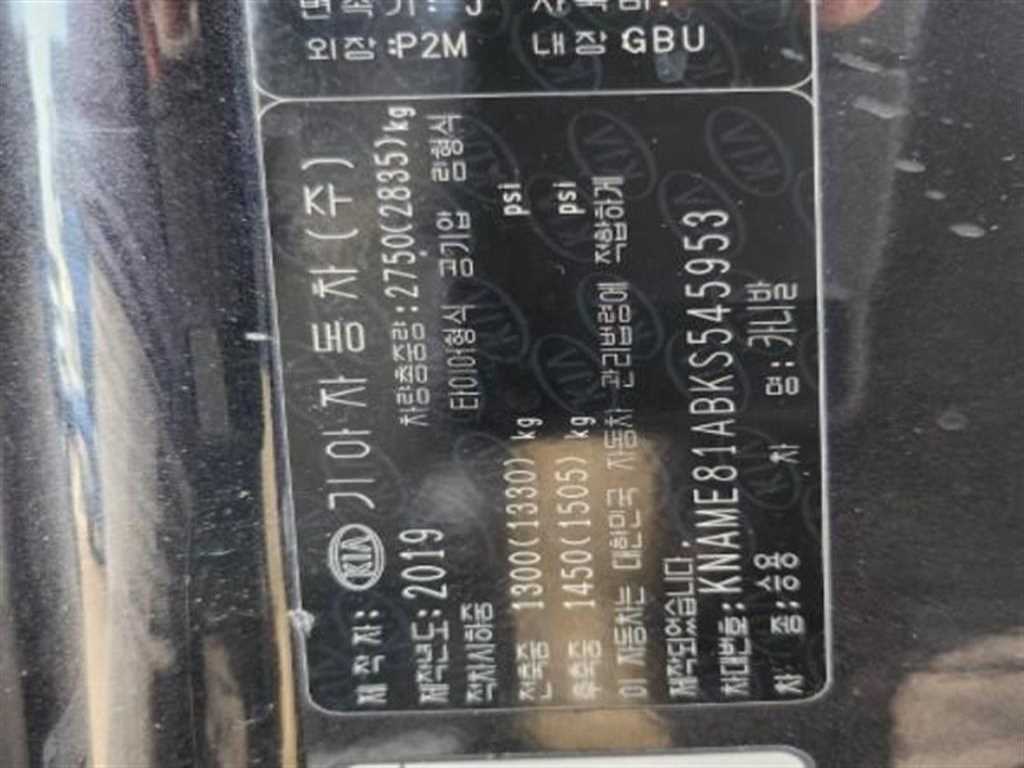 외장:P2M 내장:GBU
제작자: KIA 기아자동차(주)
제작년도:2019 차량총중량:2750(2835)kg
적차시하중 타이어형식 공기압 림형식
전축중 1300(1330)kg psi
후축중 1450(1505)kg psi
이 자동차는 대한민국 자동차 관리법령에 적합하게
제작되었습니다.
차대번호:KNAME81ABKS545953
차 종:승용 차 명:카니발